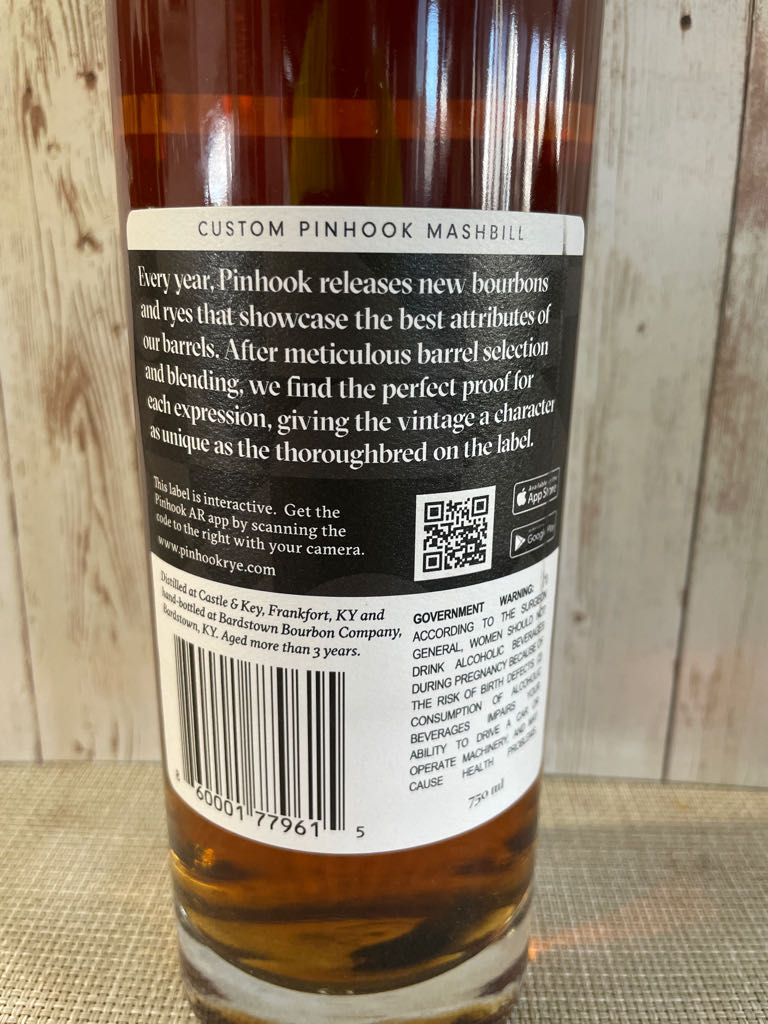 CUSTOM PINHOOK MASHBILL
Every year, Pinhook releases new bourbons
and ryes that showcase the best attributes of
our barrels. After meticulous barrel selection
and blending, we find the perfect proof for
each expression, giving the vintage a character
as unique as the thoroughbred on the label.
This label is interactive. Get the
Pinhook AR app by scanning the
code to the right with your camera.
www.pinhookrye.com
Available on the
App Store
Google Play
Distilled at Castle & Key, Frankfort, KY and
hand-bottled at Bardstown Bourbon Company,
Bardstown, KY. Aged more than 3 years.
8 60001 77961 5
GOVERNMENT WARNING:
ACCORDING TO THE SURGEON
GENERAL, WOMEN SHOULD NOT
DRINK ALCOHOLIC BEVERAGES
DURING PREGNANCY BECAUSE OF
THE RISK OF BIRTH DEFECTS
CONSUMPTION OF ALCOHOLIC
BEVERAGES IMPAIRS YOUR
ABILITY TO DRIVE A CAR OR
OPERATE MACHINERY, AND MAY
CAUSE HEALTH PROBLEMS
750 ml